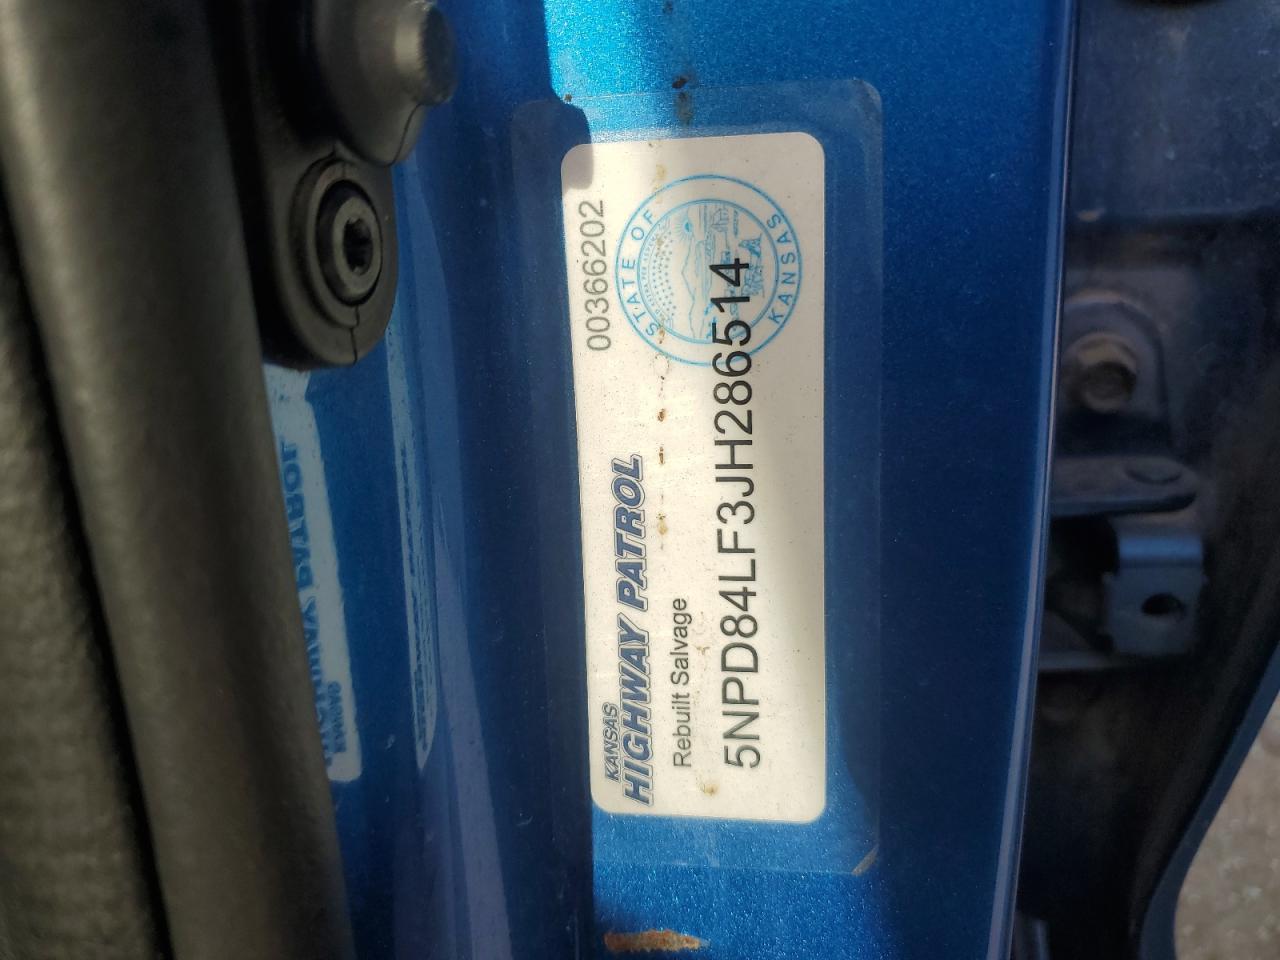 KANSAS
HIGHWAY PATROL
00366202
Rebuilt Salvage
5NPD84LF3JH286514
STATE OF
KANSAS